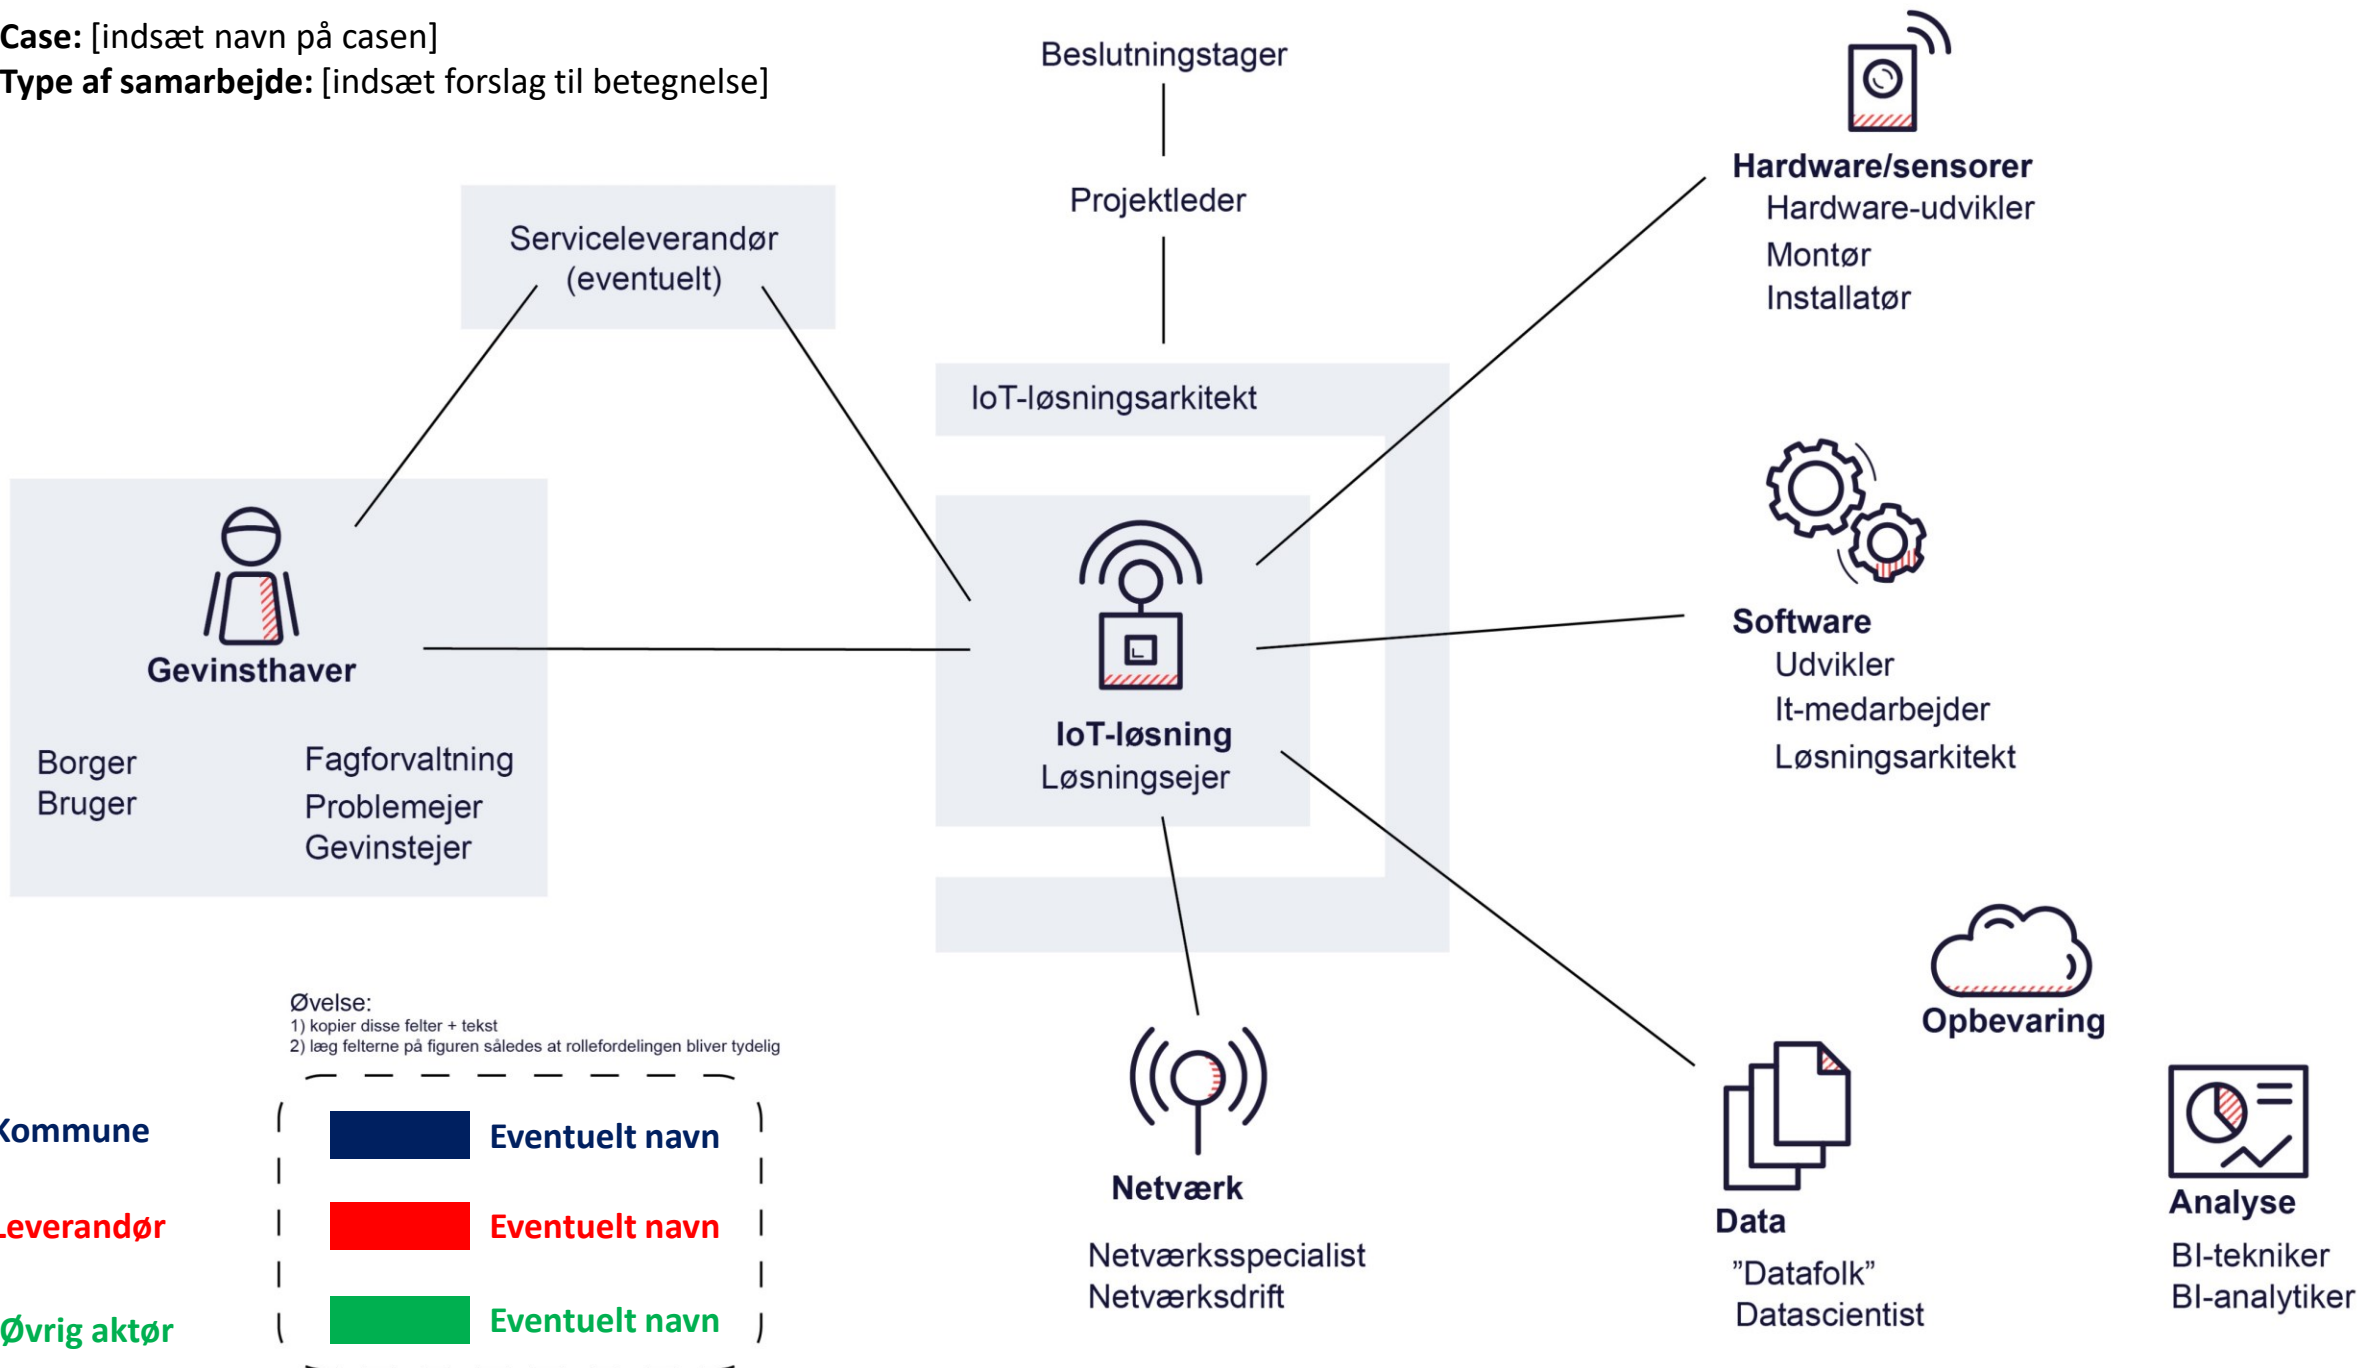 Case: [indsæt navn på casen]
Type af samarbejde: [indsæt forslag til betegnelse]
Beslutningstager
Projektleder
Serviceleverandør
(eventuelt)
IoT-løsningsarkitekt
Hardware/sensorer
Hardware-udvikler
Montør
Installatør
Gevinsthaver
Borger
Bruger
Fagforvaltning
Problemejer
Gevinstejer
IoT-løsning
Løsningsejer
Software
Udvikler
It-medarbejder
Løsningsarkitekt
Opbevaring
Netværk
Netværksspecialist
Netværksdrift
Data
”Datafolk”
Datascientist
Analyse
BI-tekniker
BI-analytiker
Øvelse:
1) kopier disse felter + tekst
2) læg felterne på figuren således at rollefordelingen bliver tydelig
Kommune
Eventuelt navn
Leverandør
Eventuelt navn
Øvrig aktør
Eventuelt navn